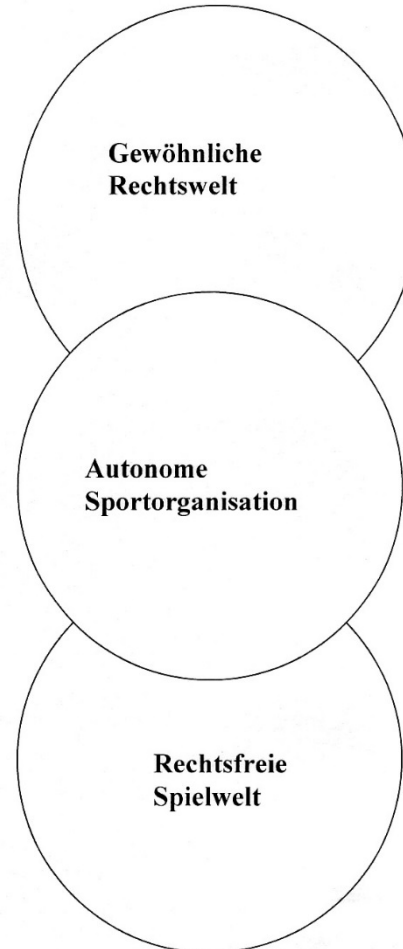 Gewöhnliche
Rechtswelt
Autonome
Sportorganisation
Rechtsfreie
Spielwelt